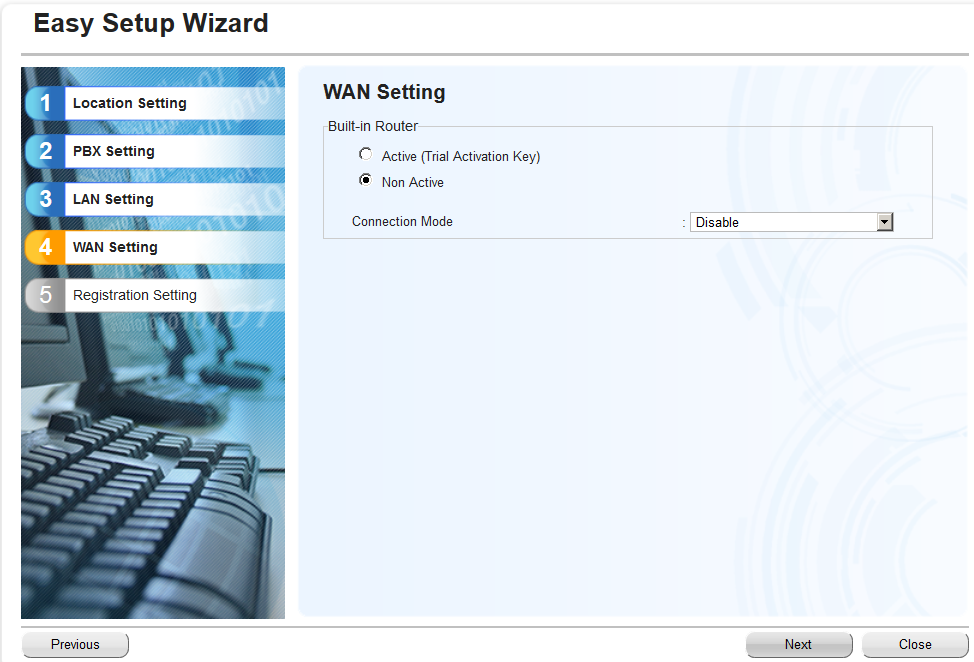 Easy Setup Wizard
1 Location Setting
2 PBX Setting
3 LAN Setting
4 WAN Setting
5 Registration Setting
WAN Setting
Built-in Router
Active (Trial Activation Key)
Non Active
Connection Mode : Disable
Previous Next Close